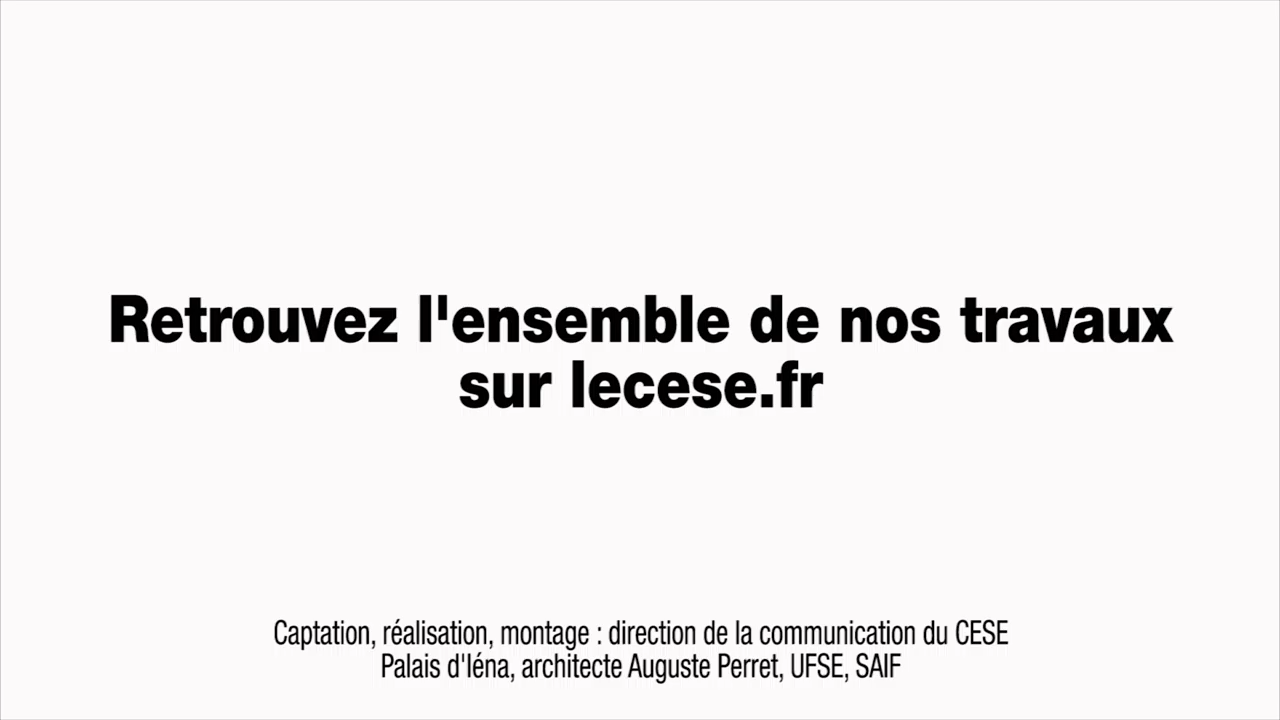 Retrouvez l'ensemble de nos travaux
sur lecese.fr
Captation, réalisation, montage : direction de la communication du CESE
Palais d'Iéna, architecte Auguste Perret, UFSE, SAIF